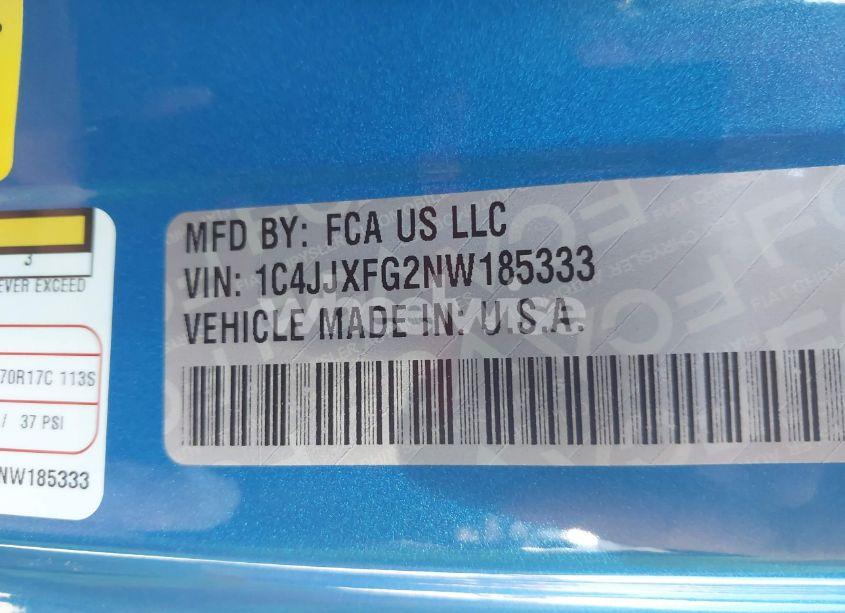 3
EVER EXCEED
70R17C 113S
/ 37 PSI
NW185333
MFD BY: FCA US LLC
VIN: 1C4JJXFG2NW185333
VEHICLE MADE IN: U.S.A.